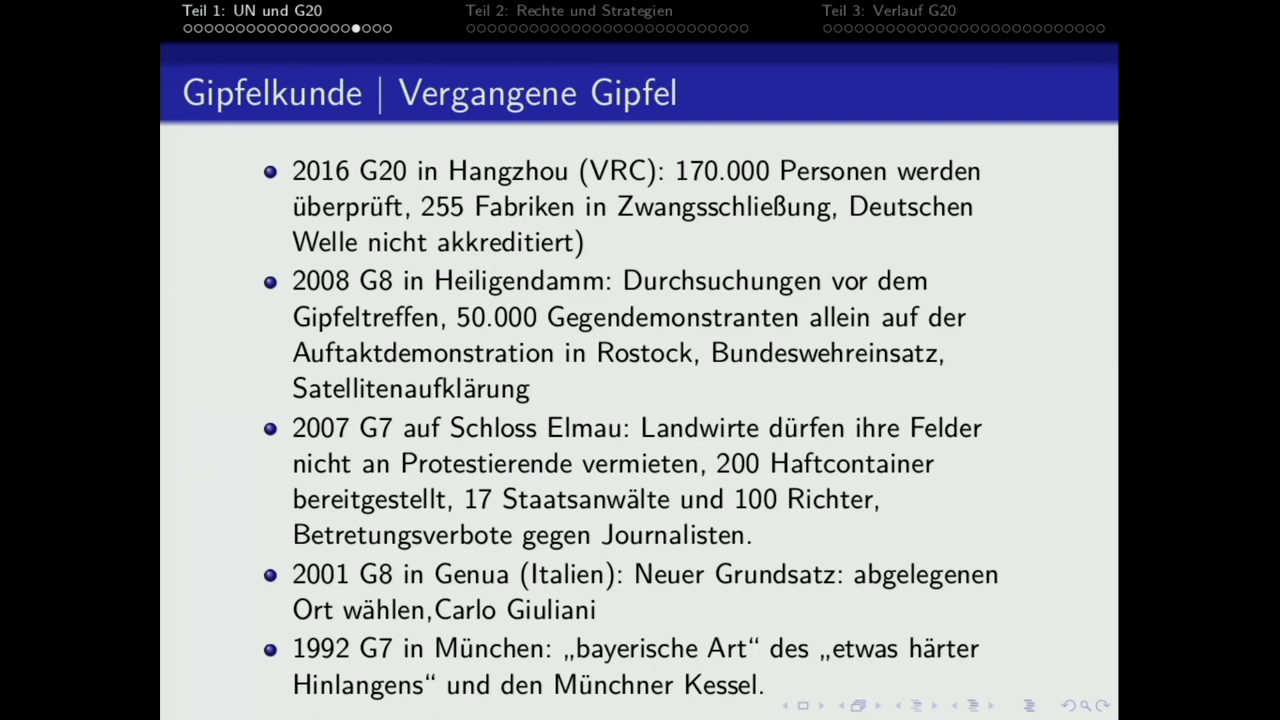 Teil 1: UN und G20 Teil 2: Rechte und Strategien Teil 3: Verlauf G20
Gipfelkunde | Vergangene Gipfel
2016 G20 in Hangzhou (VRC): 170.000 Personen werden
überprüft, 255 Fabriken in Zwangsschließung, Deutschen
Welle nicht akkreditiert)
2008 G8 in Heiligendamm: Durchsuchungen vor dem
Gipfeltreffen, 50.000 Gegendemonstranten allein auf der
Auftaktdemonstration in Rostock, Bundeswehreinsatz,
Satellitenaufklärung
2007 G7 auf Schloss Elmau: Landwirte dürfen ihre Felder
nicht an Protestierende vermieten, 200 Haftcontainer
bereitgestellt, 17 Staatsanwälte und 100 Richter,
Betretungsverbote gegen Journalisten.
2001 G8 in Genua (Italien): Neuer Grundsatz: abgelegenen
Ort wählen,Carlo Giuliani
1992 G7 in München: „bayerische Art“ des „etwas härter
Hinlangens“ und den Münchner Kessel.